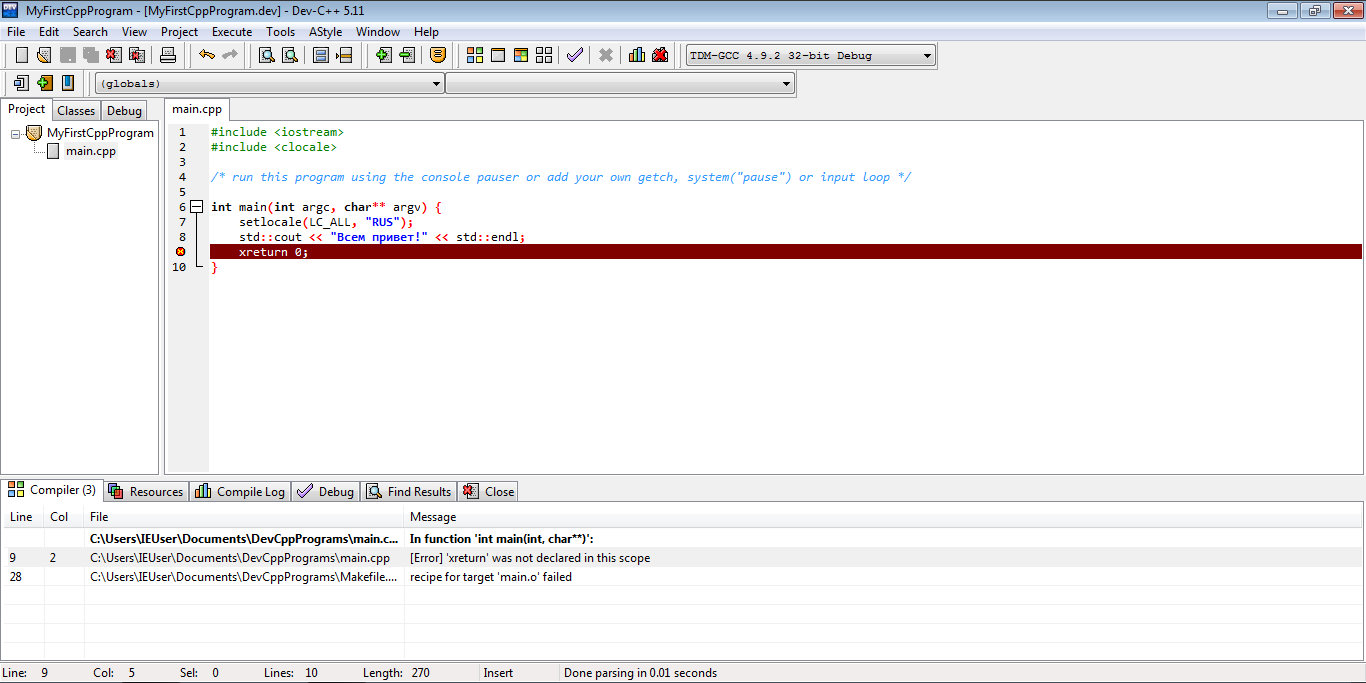 MyFirstCppProgram - [MyFirstCppProgram.dev] - Dev-C++ 5.11
File Edit Search View Project Execute Tools AStyle Window Help
TDM-GCC 4.9.2 32-bit Debug
(globals)
Project Classes Debug
MyFirstCppProgram
main.cpp
main.cpp
1 #include <iostream>
2 #include <clocale>
3
4 /* run this program using the console pauser or add your own getch, system("pause") or input loop */
5
6 int main(int argc, char** argv) {
7 setlocale(LC_ALL, "RUS");
8 std::cout << "Всем привет!" << std::endl;
xreturn 0;
10 }
Compiler (3) Resources Compile Log Debug Find Results Close
Line Col File Message
C:\Users\IEUser\Documents\DevCppPrograms\main.c... In function 'int main(int, char**)':
9 2 C:\Users\IEUser\Documents\DevCppPrograms\main.cpp [Error] 'xreturn' was not declared in this scope
28 C:\Users\IEUser\Documents\DevCppPrograms\Makefile.... recipe for target 'main.o' failed
Line: 9 Col: 5 Sel: 0 Lines: 10 Length: 270 Insert Done parsing in 0.01 seconds